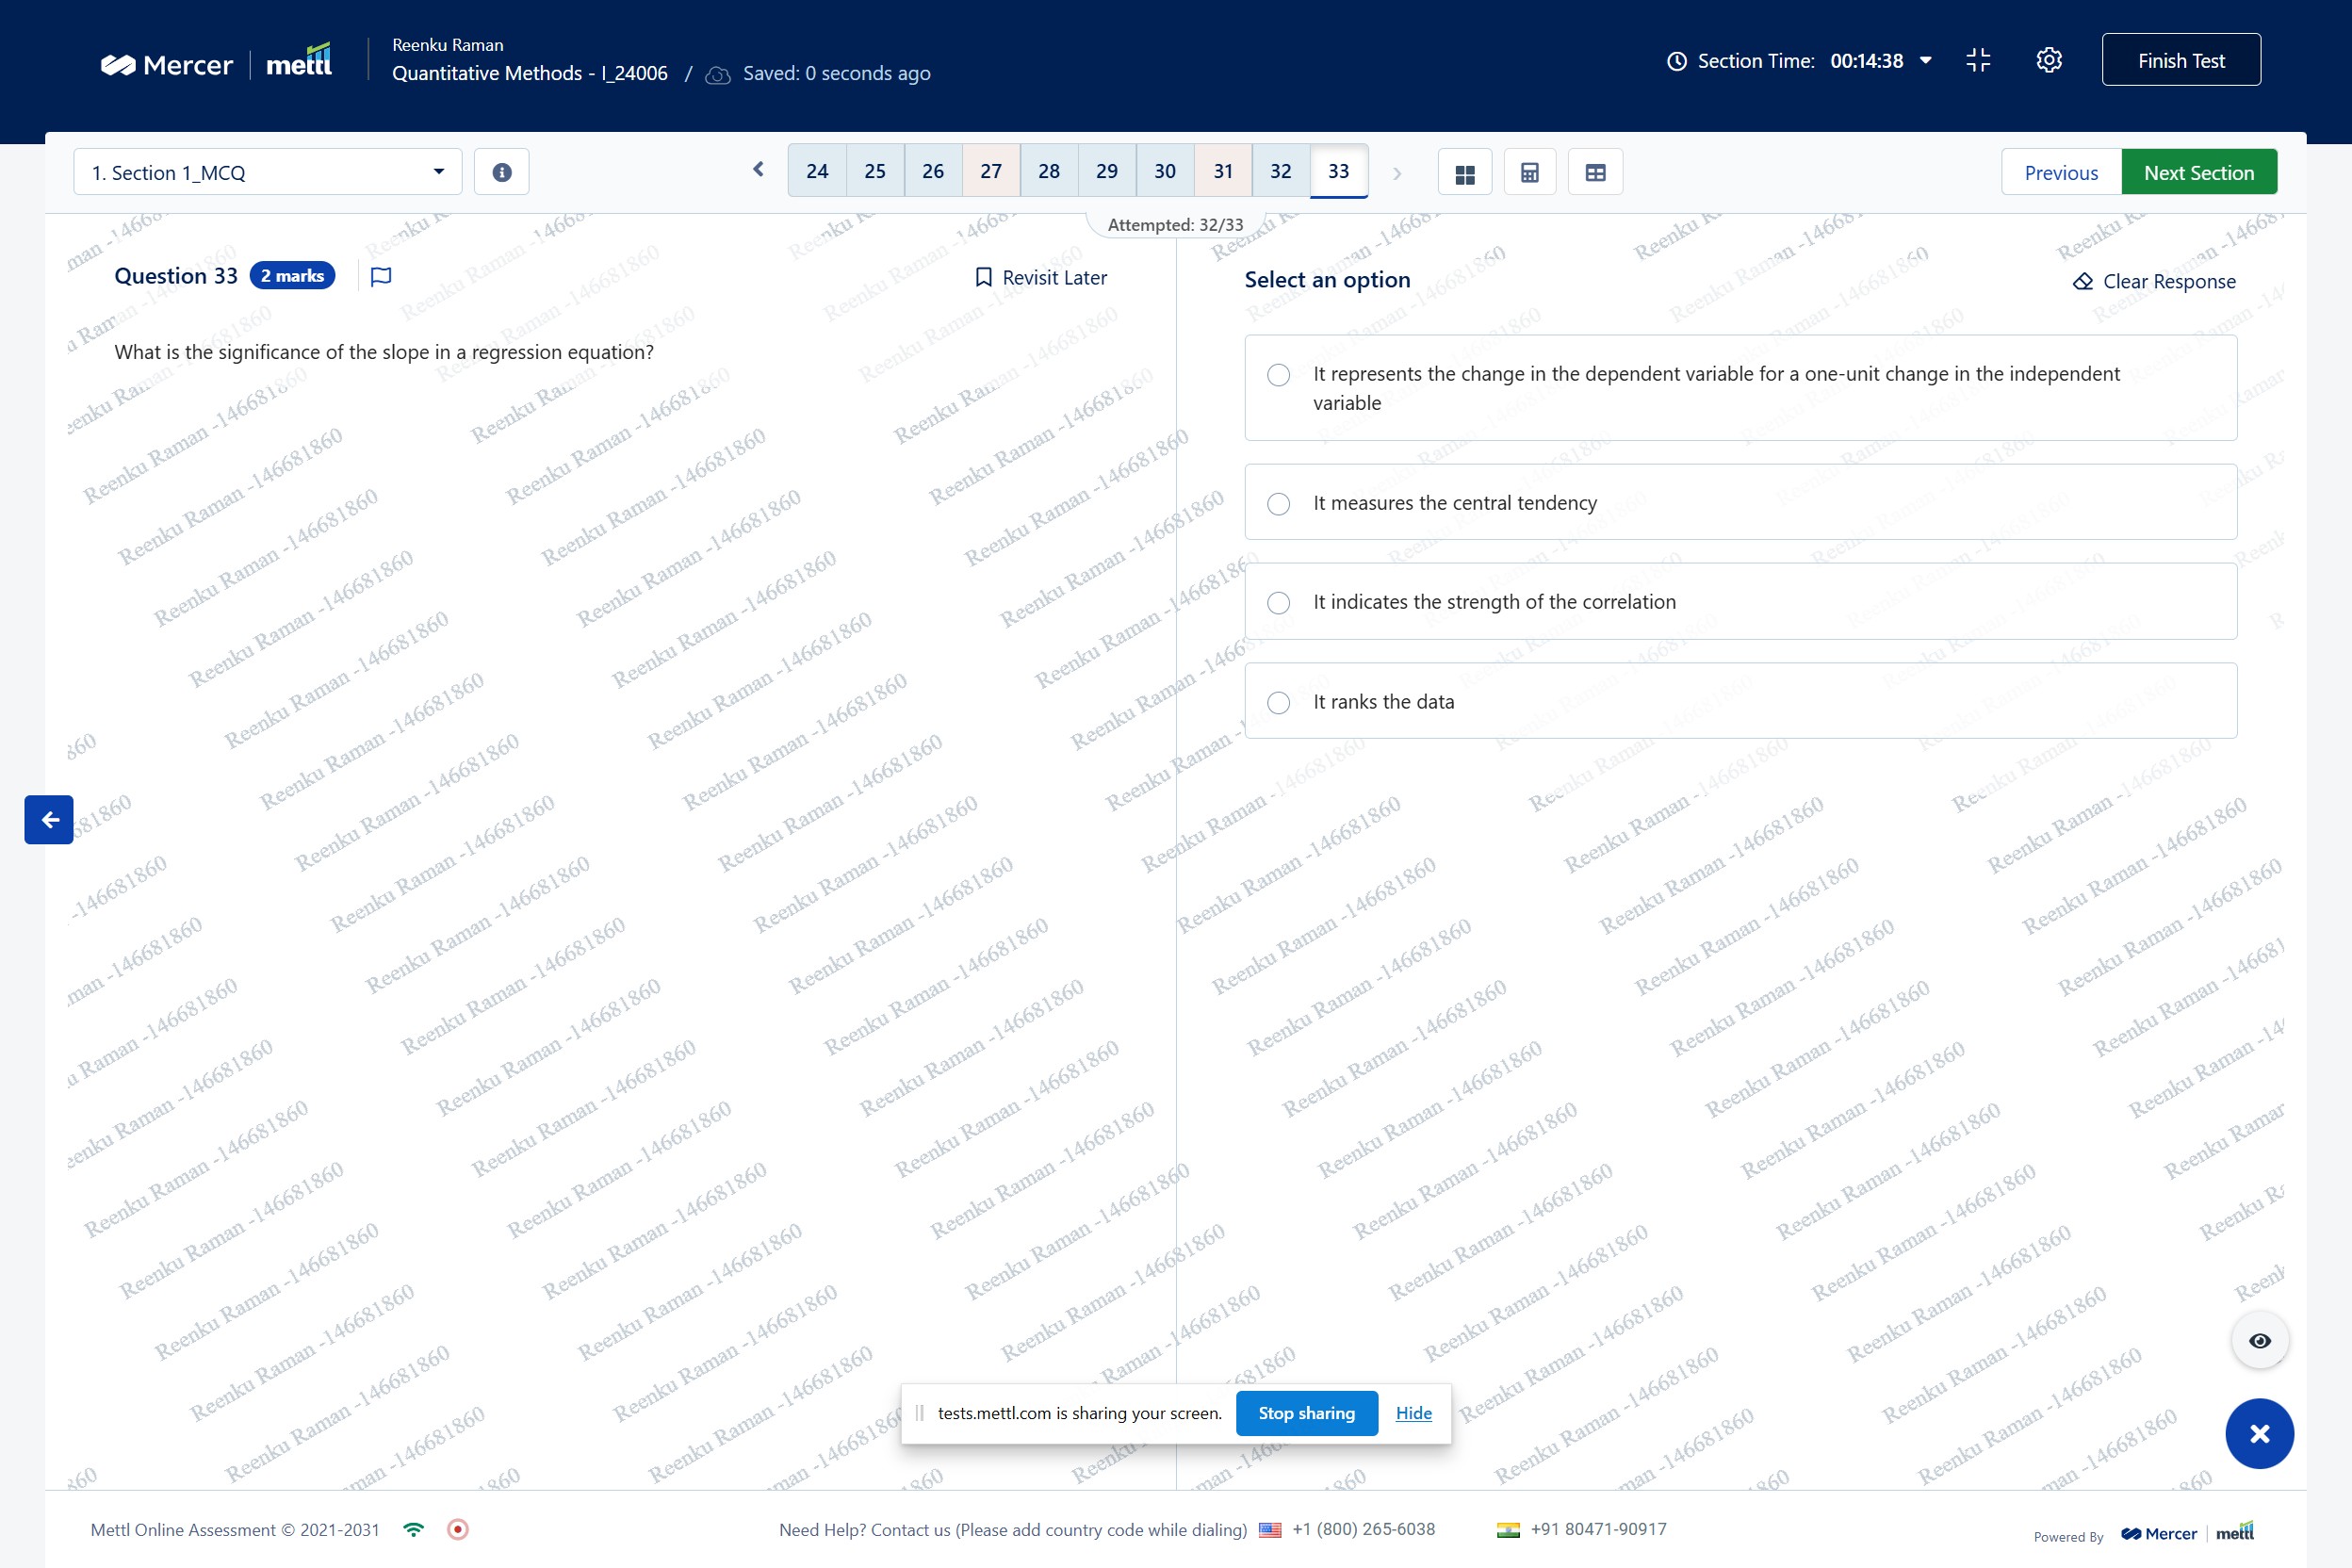 Mercer | mettl
Reenku Raman
Quantitative Methods - I_24006 / Saved: 0 seconds ago
Section Time: 00:14:38
Finish Test
1. Section 1_MCQ
24 25 26 27 28 29 30 31 32 33
Previous
Next Section
Attempted: 32/33
Question 33 2 marks
Revisit Later
What is the significance of the slope in a regression equation?
Select an option
Clear Response
It represents the change in the dependent variable for a one-unit change in the independent
variable
It measures the central tendency
It indicates the strength of the correlation
It ranks the data
Reenku Raman -146681860
tests.mettl.com is sharing your screen. Stop sharing Hide
Mettl Online Assessment © 2021-2031
Need Help? Contact us (Please add country code while dialing) +1 (800) 265-6038 +91 80471-90917
Powered By Mercer | mettl